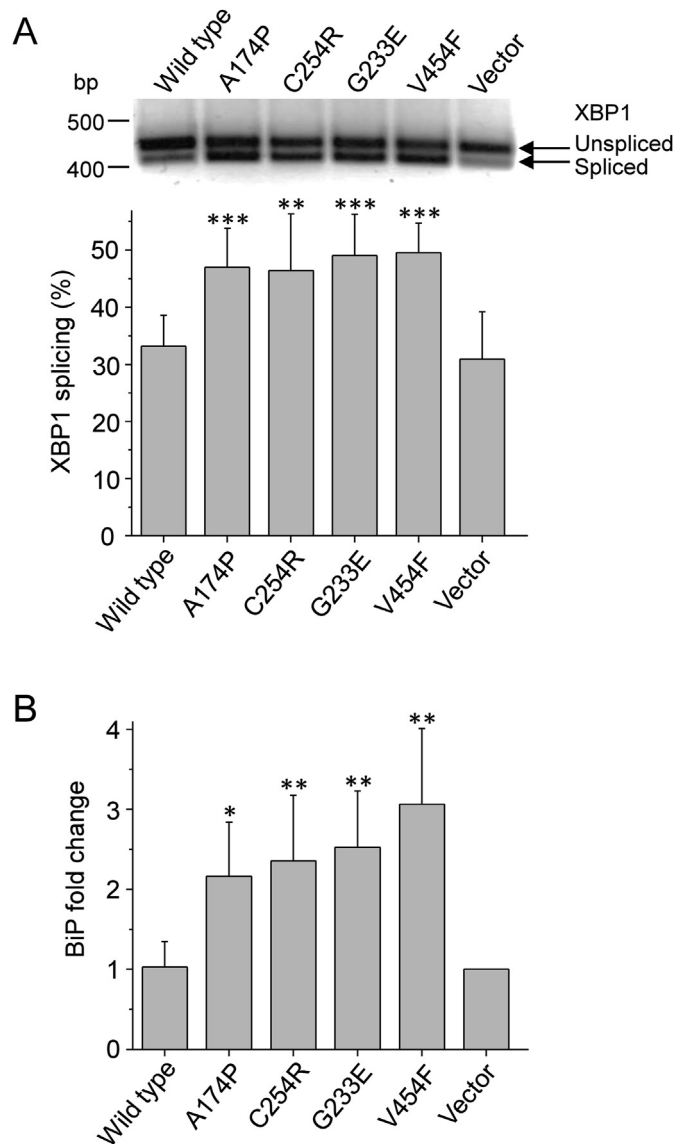 A
Wild type
A174P
C254R
G233E
V454F
Vector
bp
500
400
XBP1
Unspliced
Spliced
XBP1 splicing (%)
50
40
30
20
10
0
***
**
***
***
Wild type
A174P
C254R
G233E
V454F
Vector
B
BiP fold change
4
3
2
1
0
*
**
**
**
Wild type
A174P
C254R
G233E
V454F
Vector